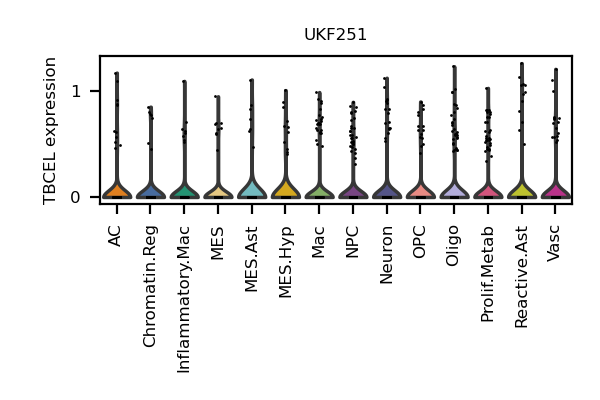 UKF251
TBCEL expression
1
0
AC
Chromatin.Reg
Inflammatory.Mac
MES
MES.Ast
MES.Hyp
Mac
NPC
Neuron
OPC
Oligo
Prolif.Metab
Reactive.Ast
Vasc